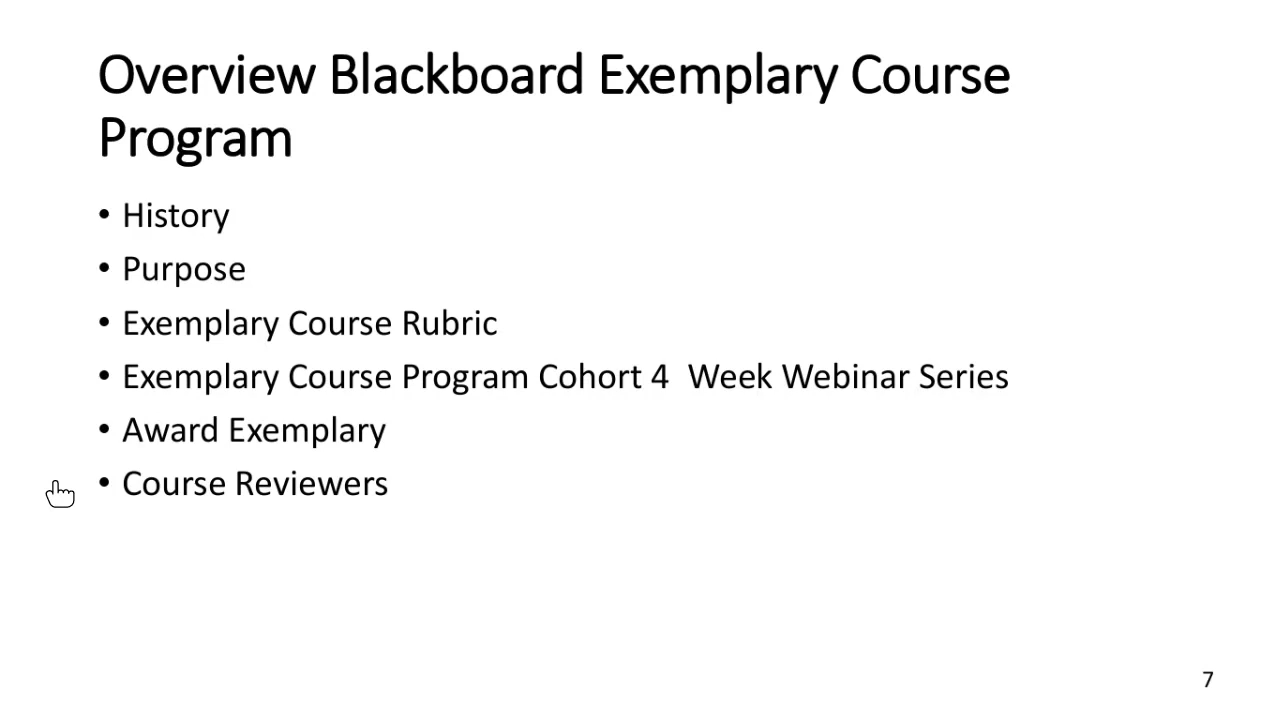 Overview Blackboard Exemplary Course
Program
• History
• Purpose
• Exemplary Course Rubric
• Exemplary Course Program Cohort 4  Week Webinar Series
• Award Exemplary
• Course Reviewers
7